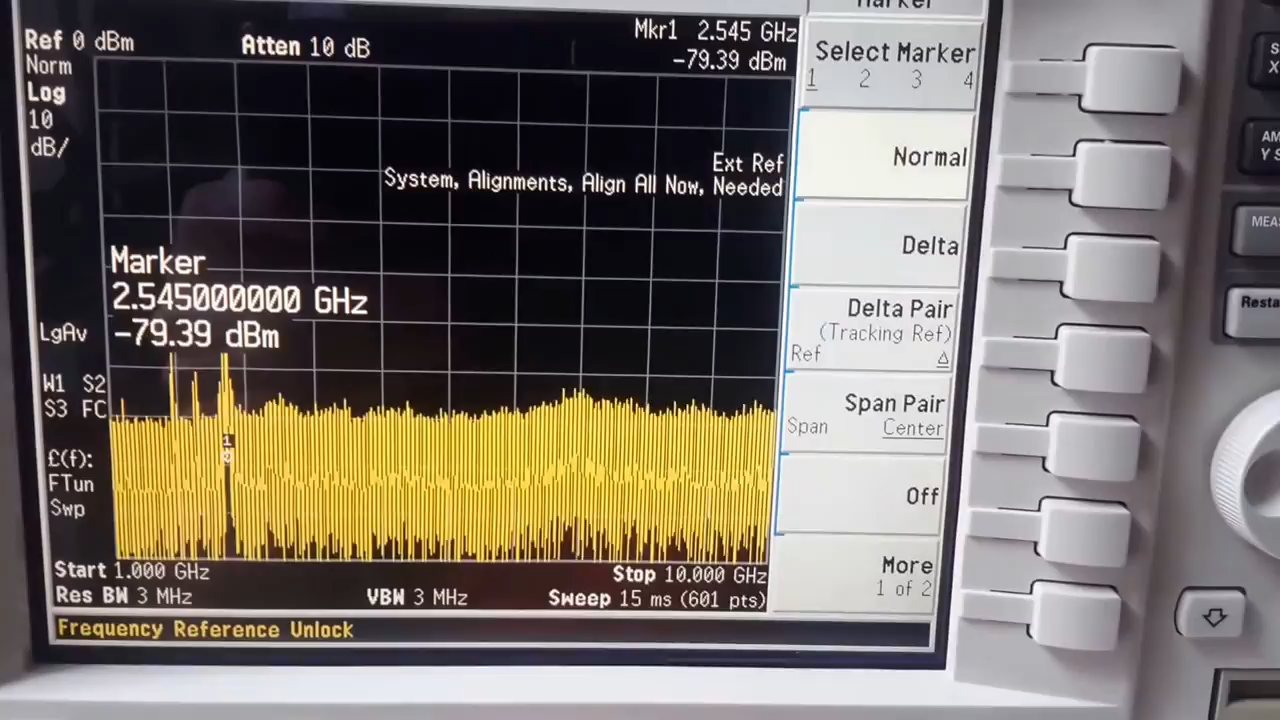 Marker
Ref 0 dBm
Atten 10 dB
Mkr1 2.545 GHz
-79.39 dBm
Norm
Log
10
dB/
Ext Ref
System, Alignments, Align All Now, Needed
Marker
2.545000000 GHz
-79.39 dBm
LgAv
W1 S2
S3 FC
1
£(f):
FTun
Swp
Start 1.000 GHz
Stop 10.000 GHz
Res BW 3 MHz
VBW 3 MHz
Sweep 15 ms (601 pts)
Frequency Reference Unlock
Select Marker
1 2 3 4
Normal
Delta
Delta Pair
(Tracking Ref)
Ref Δ
Span Pair
Span Center
Off
More
1 of 2